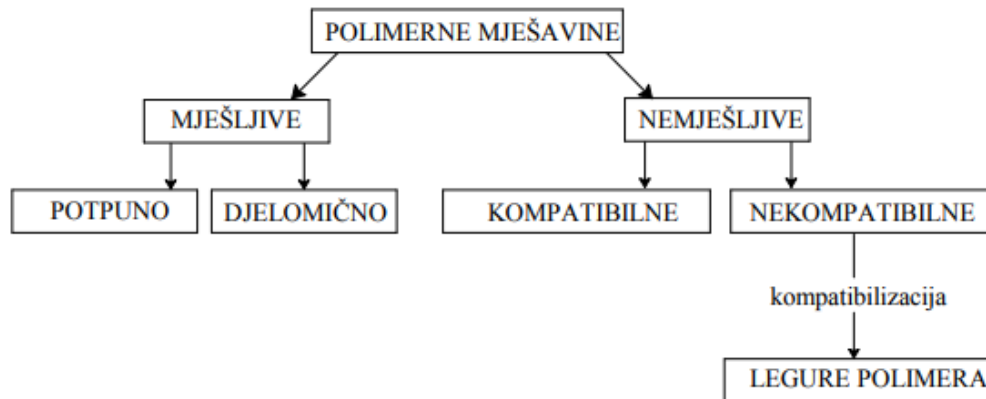 POLIMERNE MJEŠAVINE
MJEŠLJIVE
NEMJEŠLJIVE
POTPUNO
DJELOMIČNO
KOMPATIBILNE
NEKOMPATIBILNE
kompatibilizacija
LEGURE POLIMERA